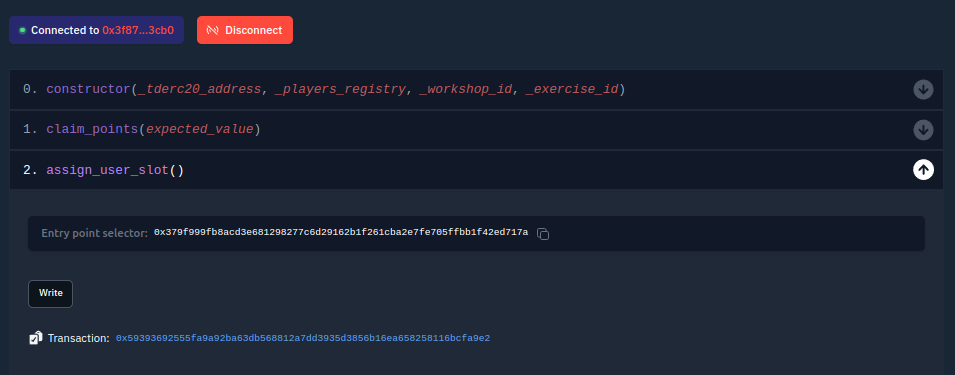 Connected to 0x3f87...3cb0 Disconnect
0. constructor(_tderc20_address, _players_registry, _workshop_id, _exercise_id)
1. claim_points(expected_value)
2. assign_user_slot()
Entry point selector: 0x379f999fb8acd3e681298277c6d29162b1f261cba2e7fe705ffbb1f42ed717a
Write
Transaction: 0x59393692555fa9a92ba63db568812a7dd3935d3856b16ea658258116bcfa9e2